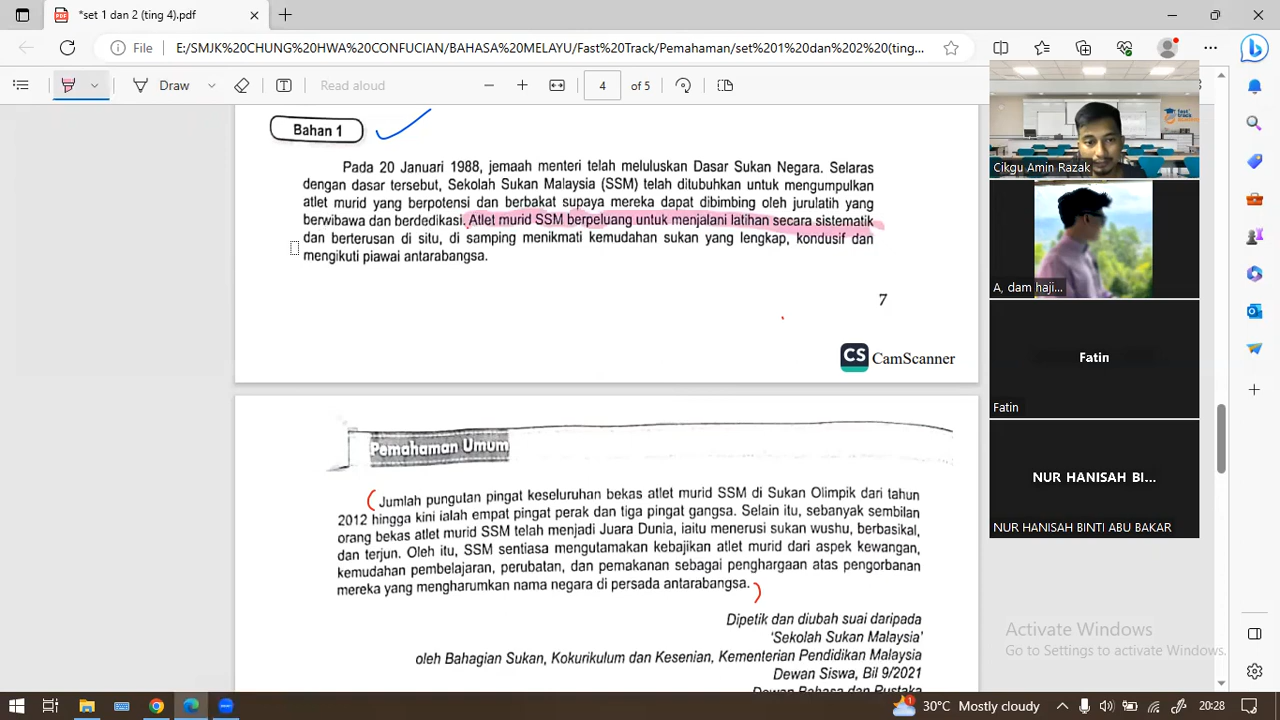 *set 1 and 2 (ting 4).pdf
File
E:/SMJK%20CHUNG%20HWA%20CONFUCIAN/BAHASA%20MELAYU/Fast%20Track/Pemahaman/set%201%20dan%202%20(ting...
Draw
Read aloud
4
of 5
Bahan 1
Pada 20 Januari 1988, jemaah menteri telah meluluskan Dasar Sukan Negara. Selaras
dengan dasar tersebut, Sekolah Sukan Malaysia (SSM) telah ditubuhkan untuk mengumpulkan
atlet murid yang berpotensi dan berbakat supaya mereka dapat dibimbing oleh jurulatih yang
berwibawa dan berdedikasi. Atlet murid SSM berpeluang untuk menjalani latihan secara sistematik
dan berterusan di situ, di samping menikmati kemudahan sukan yang lengkap, kondusif dan
mengikuti piawai antarabangsa.
7
CS CamScanner
Pemahaman Umum
Jumlah pungutan pingat keseluruhan bekas atlet murid SSM di Sukan Olimpik dari tahun
2012 hingga kini ialah empat pingat perak dan tiga pingat gangsa. Selain itu, sebanyak sembilan
orang bekas atlet murid SSM telah menjadi Juara Dunia, iaitu menerusi sukan wushu, berbasikal,
dan terjun. Oleh itu, SSM sentiasa mengutamakan kebajikan atlet murid dari aspek kewangan,
kemudahan pembelajaran, perubatan, dan pemakanan sebagai penghargaan atas pengorbanan
mereka yang mengharumkan nama negara di persada antarabangsa.
Dipetik dan diubah suai daripada
'Sekolah Sukan Malaysia'
oleh Bahagian Sukan, Kokurikulum dan Kesenian, Kementerian Pendidikan Malaysia
Dewan Siswa, Bil 9/2021
Dewan Bahasa dan Pustaka
Cikgu Amin Razak
A, dam haji...
Fatin
Fatin
NUR HANISAH BI...
NUR HANISAH BINTI ABU BAKAR
Activate Windows
Go to Settings to activate Windows.
30°C Mostly cloudy
20:28